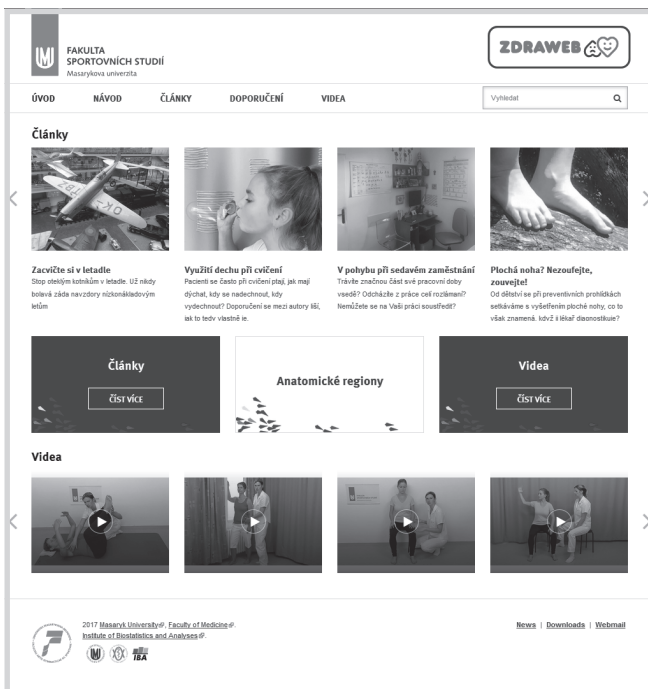 FAKULTA
SPORTOVNÍCH STUDIÍ
Masarykova univerzita
ZDRAWEB
ÚVOD NÁVOD ČLÁNKY DOPORUČENÍ VIDEA
Vyhledat
Články
OK-
Zacvičte si v letadle
Stop oteklým kotníkům v letadle. Už nikdy
bolavá záda navzdory nízkonákladovým
letům
Využití dechu při cvičení
Pacienti se často při cvičení ptají, jak mají
dýchat, kdy se nadechnout, kdy
vydechnout? Doporučení se mezi autory liší,
jak to tedy vlastně je.
V pohybu při sedavém zaměstnání
Trávíte značnou část své pracovní doby
vsedě? Odcházíte z práce celí rozlámaní?
Nemůžete se na Vaši práci soustředit?
Plochá noha? Nezoufejte,
zouvejte!
Od dětství se při preventivních prohlídkách
setkáváme s vyšetřením ploché nohy, co to
však znamená, když ji lékař diagnostikuje?
Články
ČÍST VÍCE
Anatomické regiony
Videa
ČÍST VÍCE
Videa
2017 Masaryk University, Faculty of Medicine.
Institute of Biostatistics and Analyses.
IBA
News | Downloads | Webmail